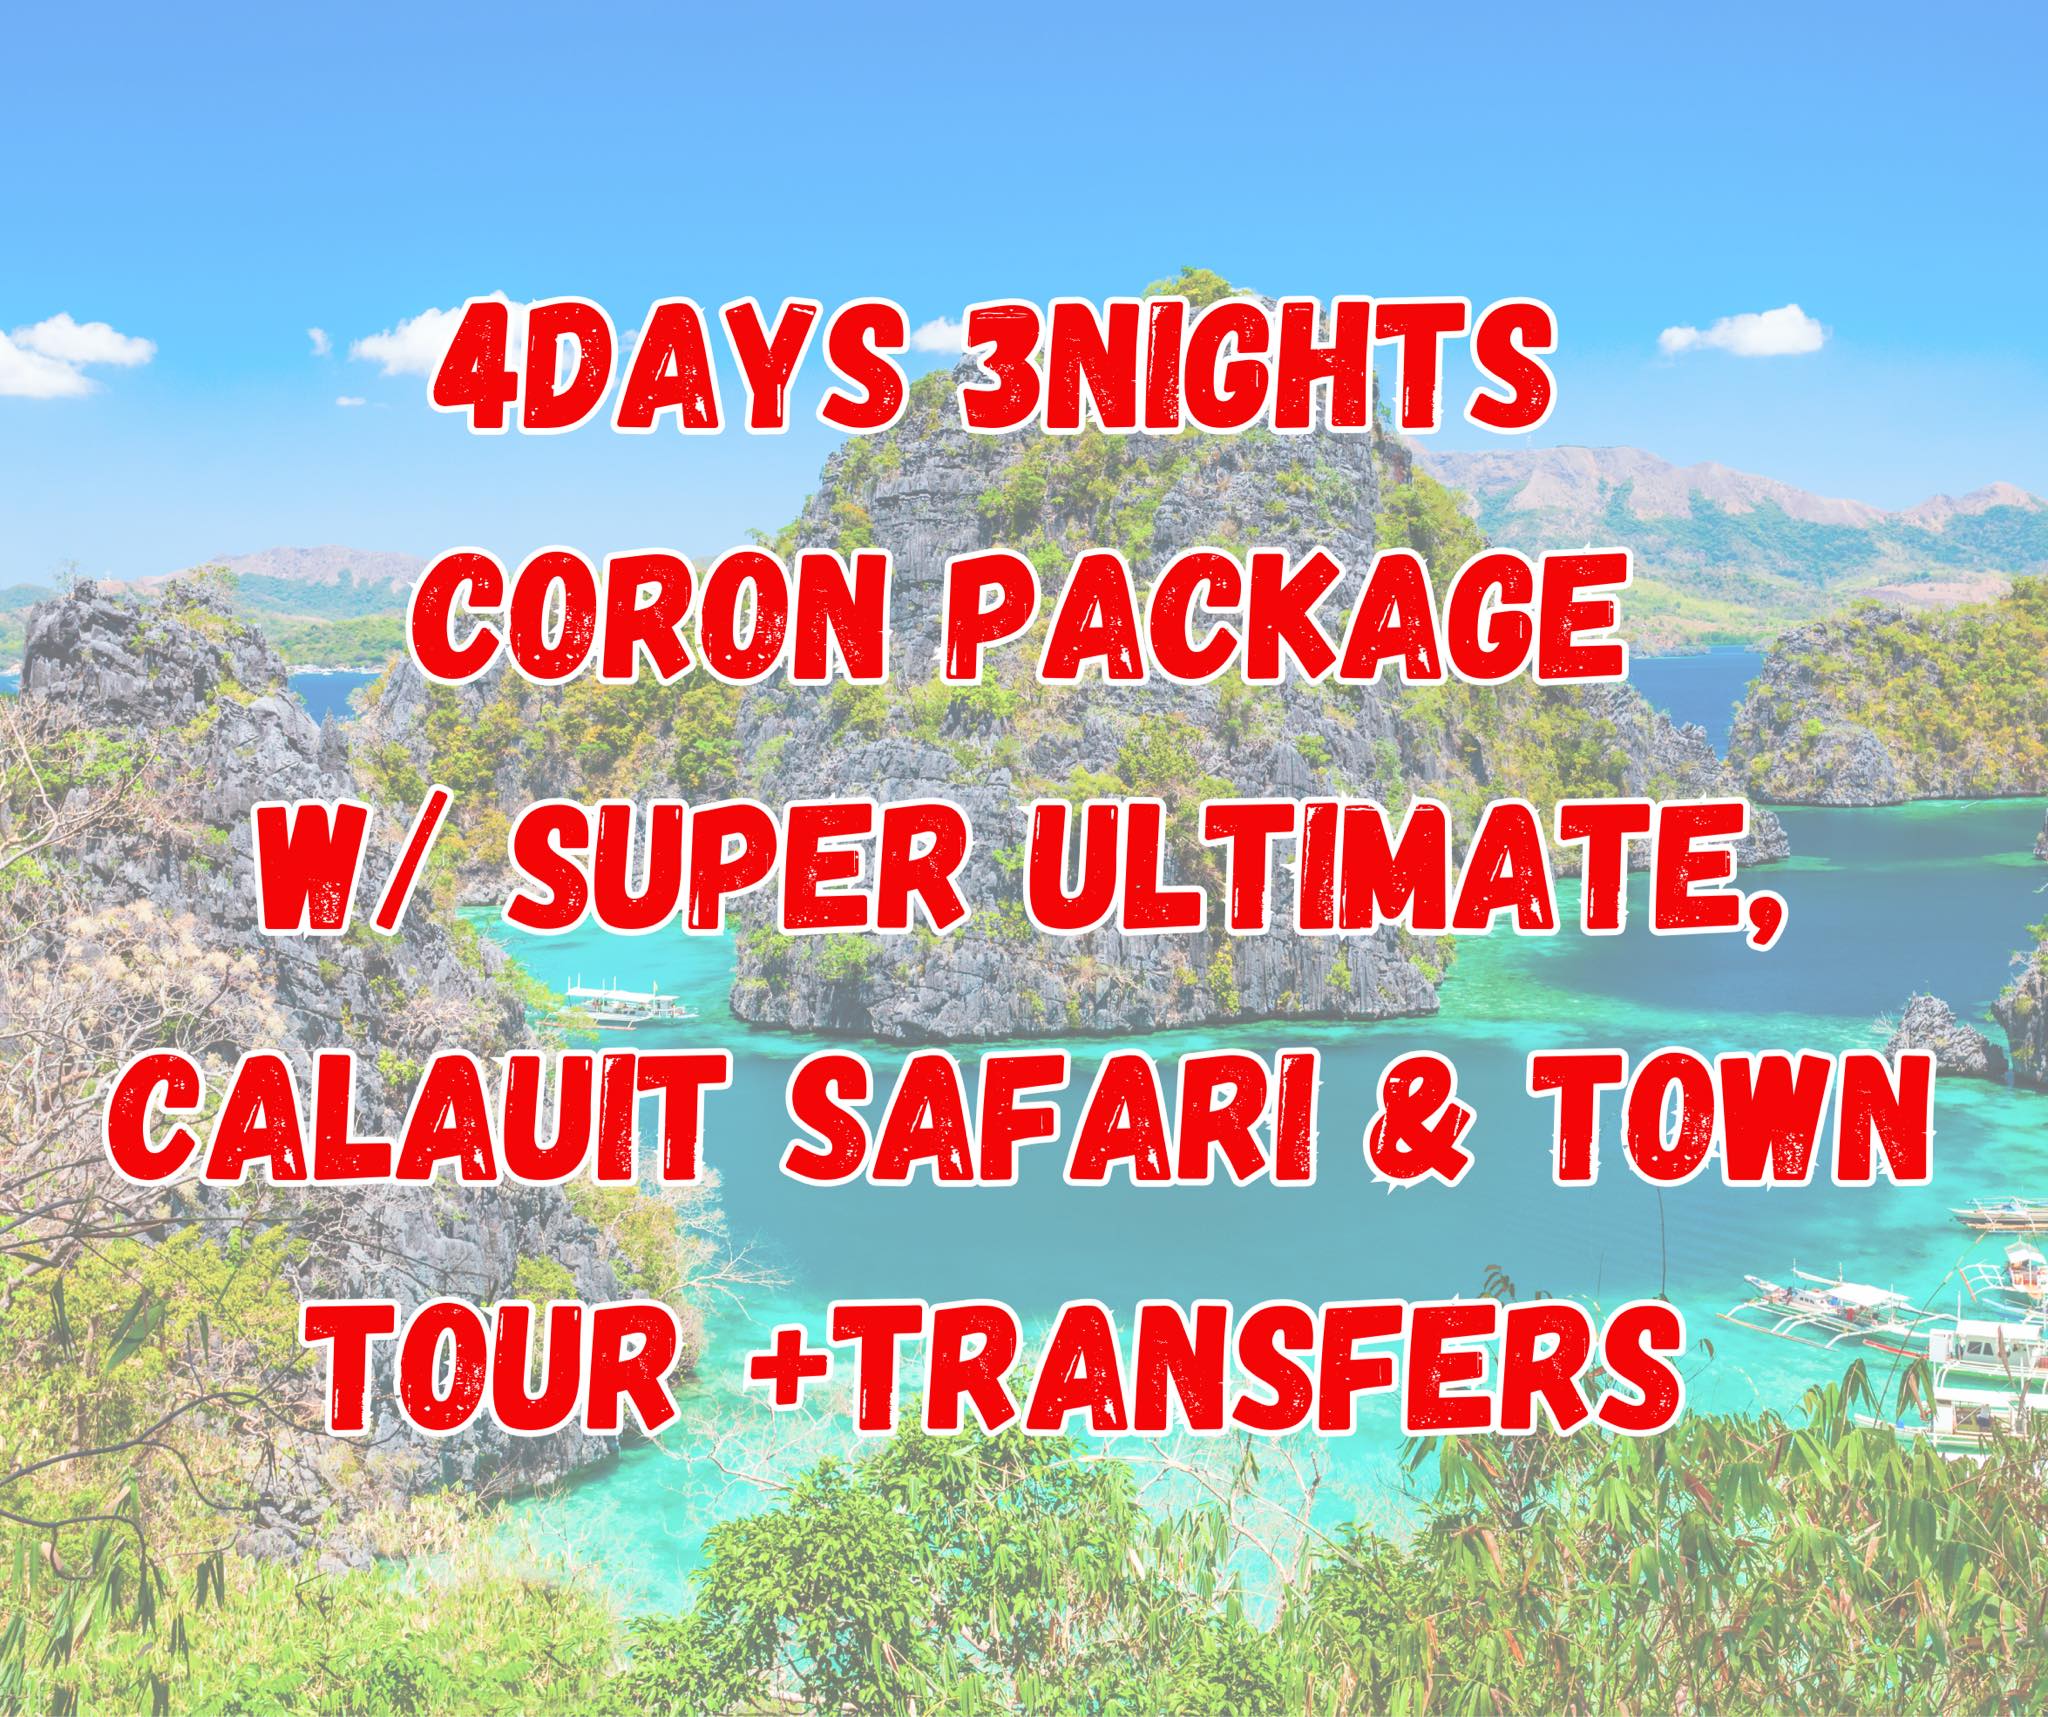 4DAYS 3NIGHTS
CORON PACKAGE
W/ SUPER ULTIMATE,
CALAUIT SAFARI & TOWN
TOUR +TRANSFERS